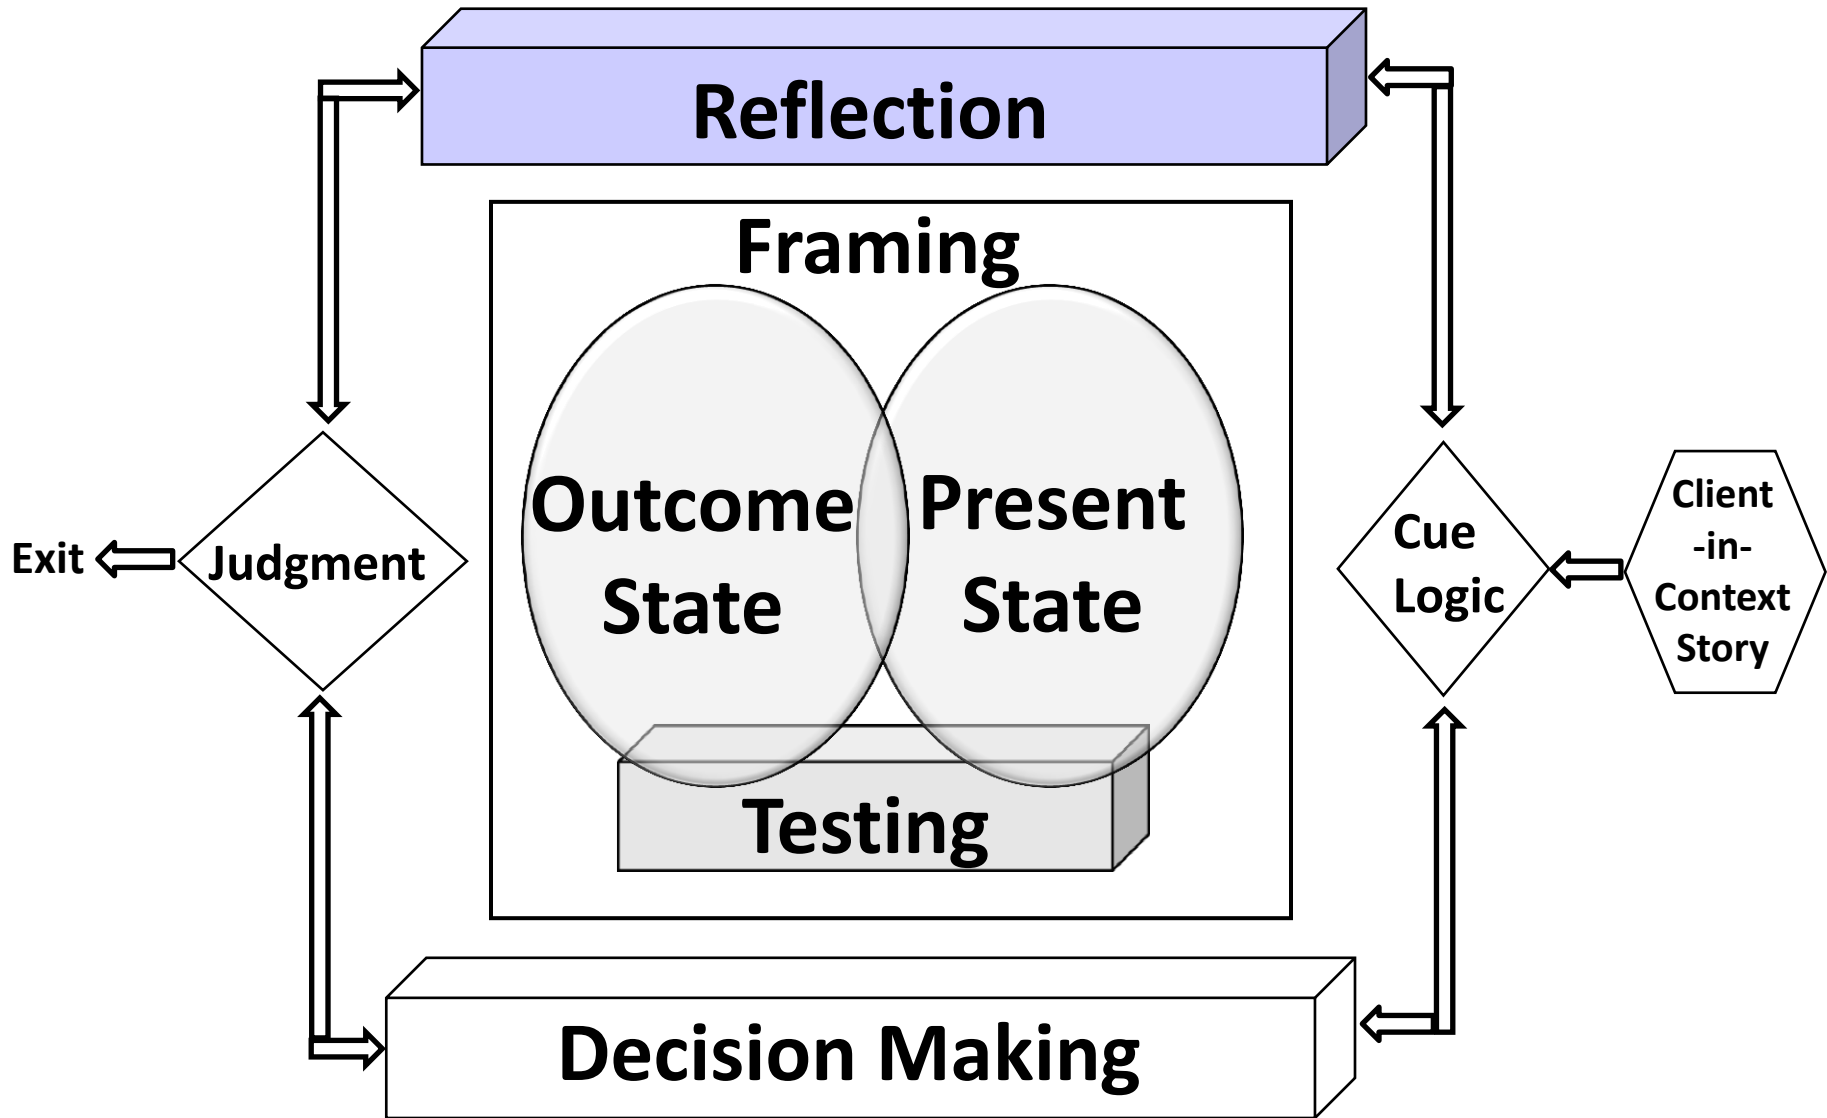 Reflection
Framing
Outcome
State
Present
State
Testing
Exit
Judgment
Cue
Logic
Client
-in-
Context
Story
Decision Making